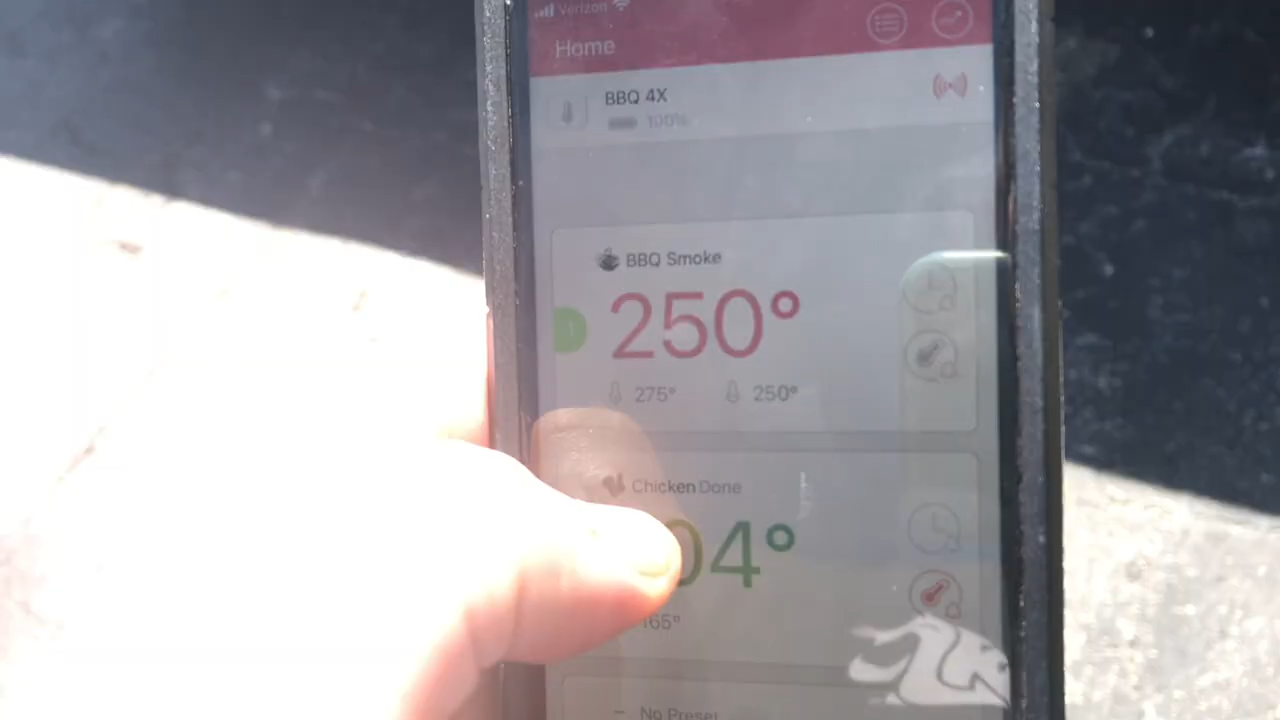 Verizon
Home
BBQ 4X
100%
BBQ Smoke
250°
275° 250°
Chicken Done
04°
165°
No Preset